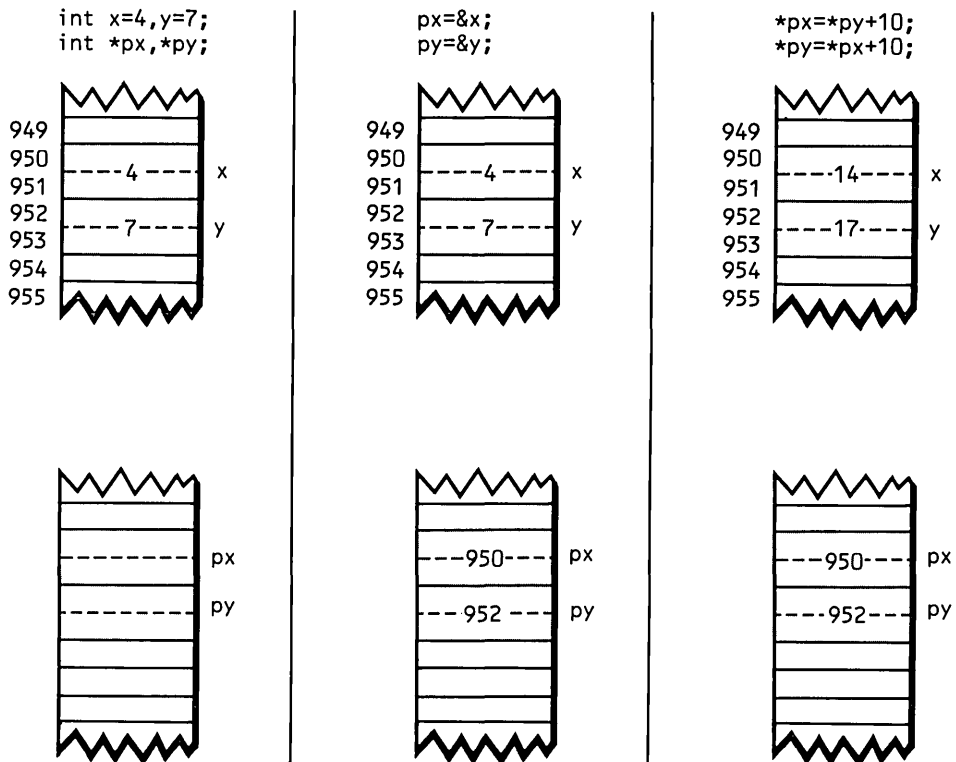 int x=4,y=7;
int *px,*py;
949
950
951
952
953
954
955
4
7
x
y
px
py
px=&x;
py=&y;
949
950
951
952
953
954
955
4
7
x
y
950
952
px
py
*px=*py+10;
*py=*px+10;
949
950
951
952
953
954
955
14
17
x
y
950
952
px
py